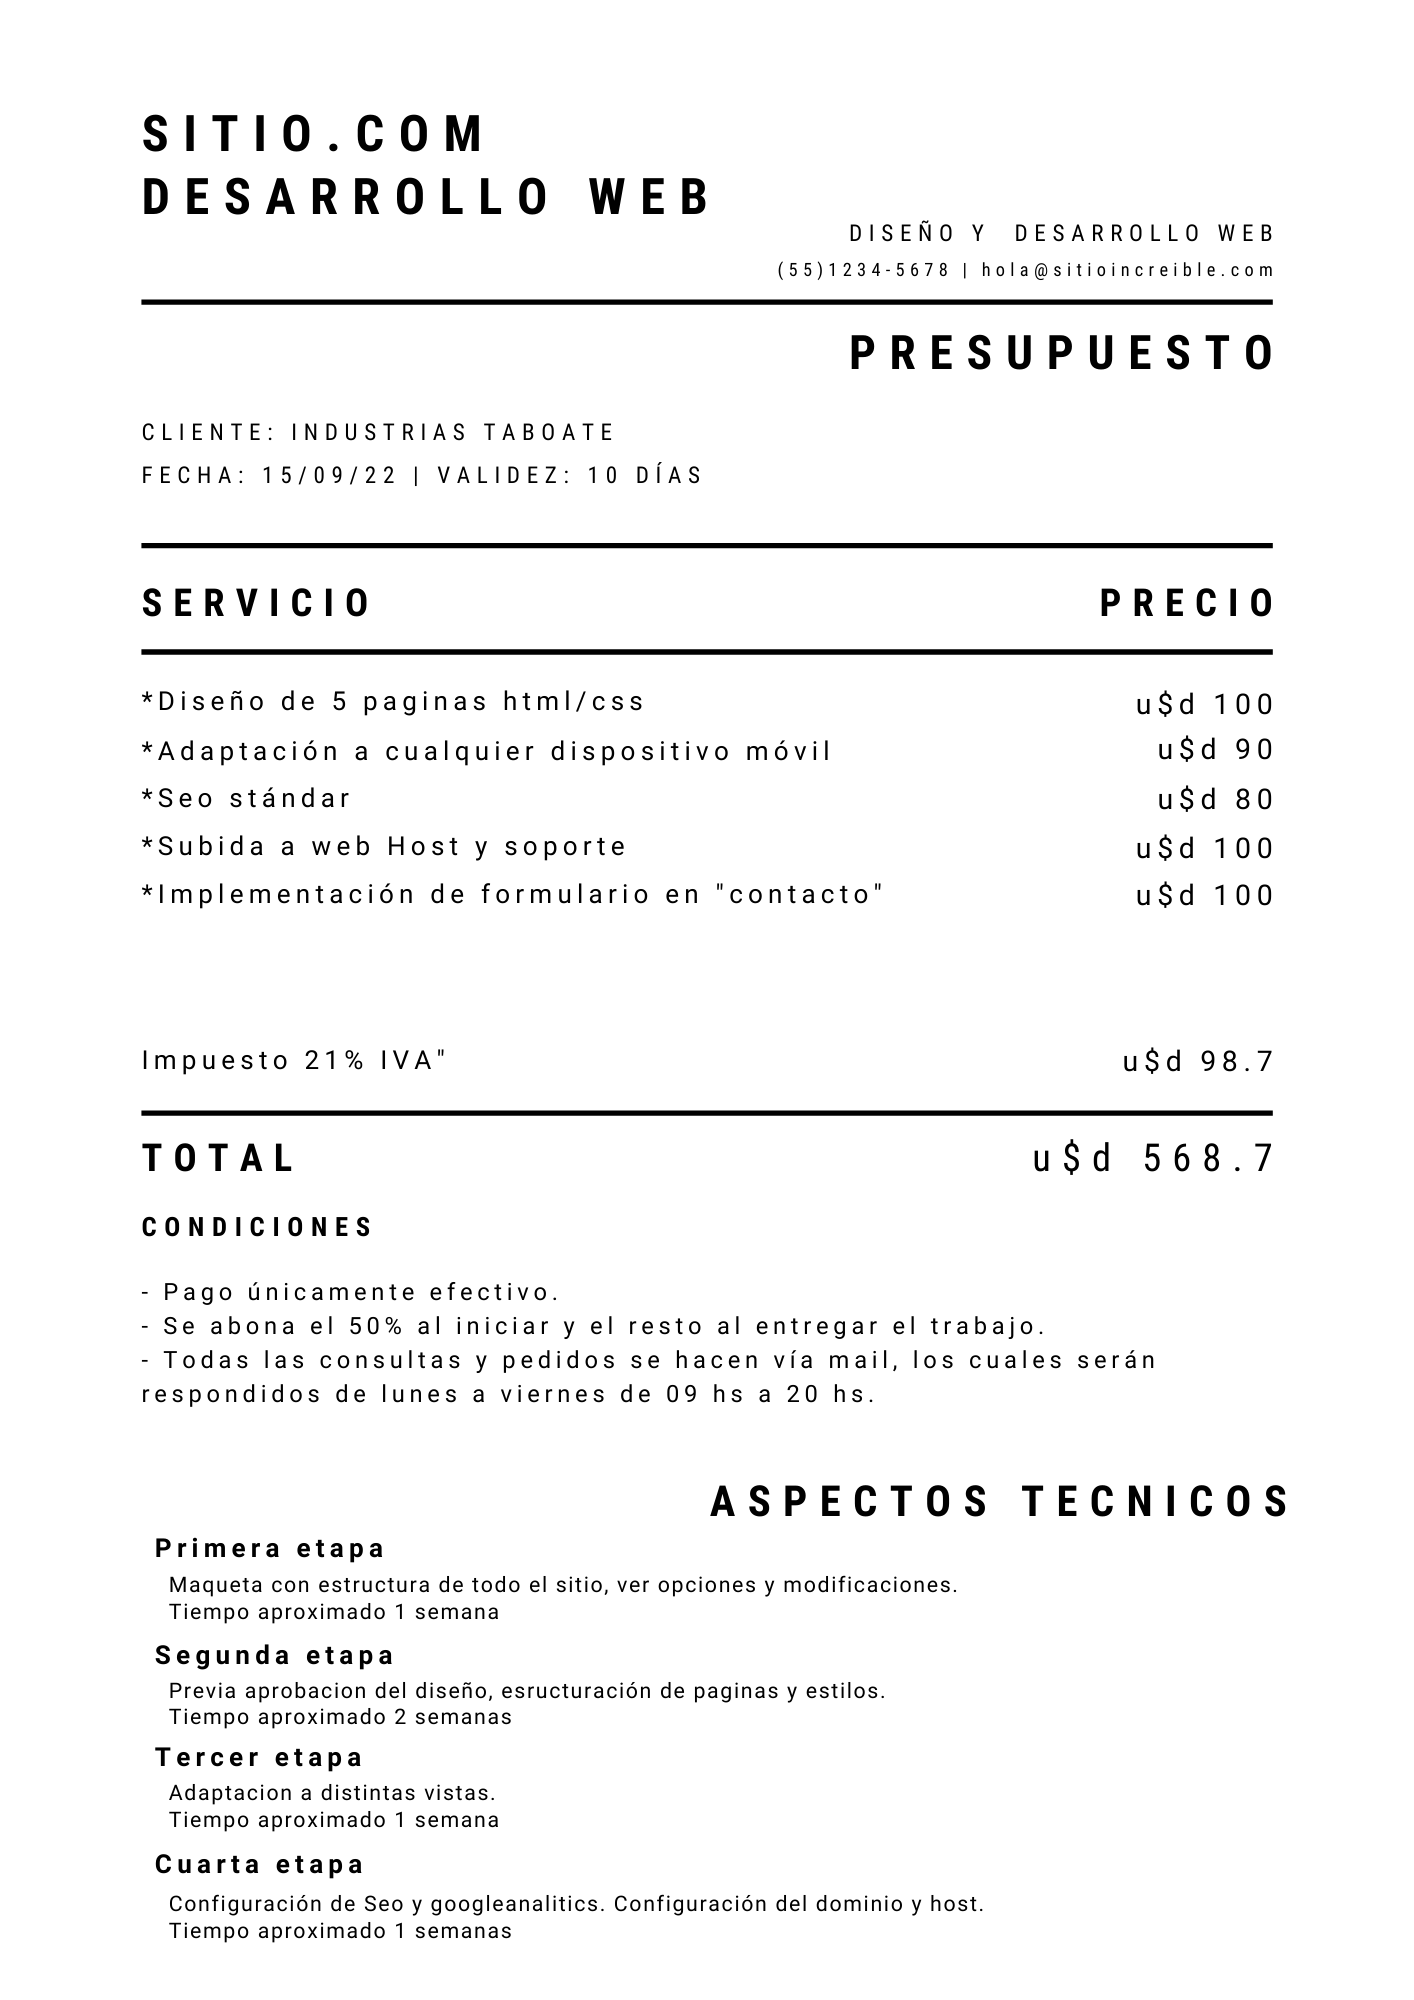 SITIO.COM
DESARROLLO WEB
DISEÑO Y DESARROLLO WEB
(55)1234-5678 | hola@sitioincreible.com
PRESUPUESTO
CLIENTE: INDUSTRIAS TABOATE
FECHA: 15/09/22 | VALIDEZ: 10 DÍAS
SERVICIO PRECIO
*Diseño de 5 paginas html/css u$d 100
*Adaptación a cualquier dispositivo móvil u$d 90
*Seo stándar u$d 80
*Subida a web Host y soporte u$d 100
*Implementación de formulario en "contacto" u$d 100
Impuesto 21% IVA" u$d 98.7
TOTAL u$d 568.7
CONDICIONES
- Pago únicamente efectivo.
- Se abona el 50% al iniciar y el resto al entregar el trabajo.
- Todas las consultas y pedidos se hacen vía mail, los cuales serán
respondidos de lunes a viernes de 09 hs a 20 hs.
ASPECTOS TECNICOS
Primera etapa
Maqueta con estructura de todo el sitio, ver opciones y modificaciones.
Tiempo aproximado 1 semana
Segunda etapa
Previa aprobacion del diseño, esructuración de paginas y estilos.
Tiempo aproximado 2 semanas
Tercer etapa
Adaptacion a distintas vistas.
Tiempo aproximado 1 semana
Cuarta etapa
Configuración de Seo y googleanalitics. Configuración del dominio y host.
Tiempo aproximado 1 semanas